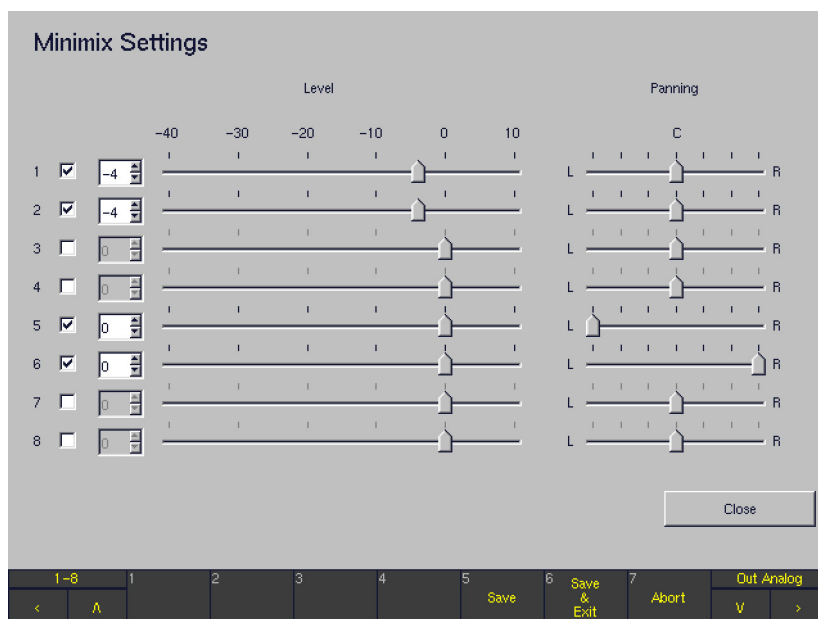 Minimix Settings
Level Panning
-40 -30 -20 -10 0 10 C
1 -4 L R
2 -4 L R
3 0 L R
4 0 L R
5 0 L R
6 0 L R
7 0 L R
8 0 L R
Close
1-8 1 2 3 4 5 6 7 Out Analog
< Λ Save Save & Exit Abort V >